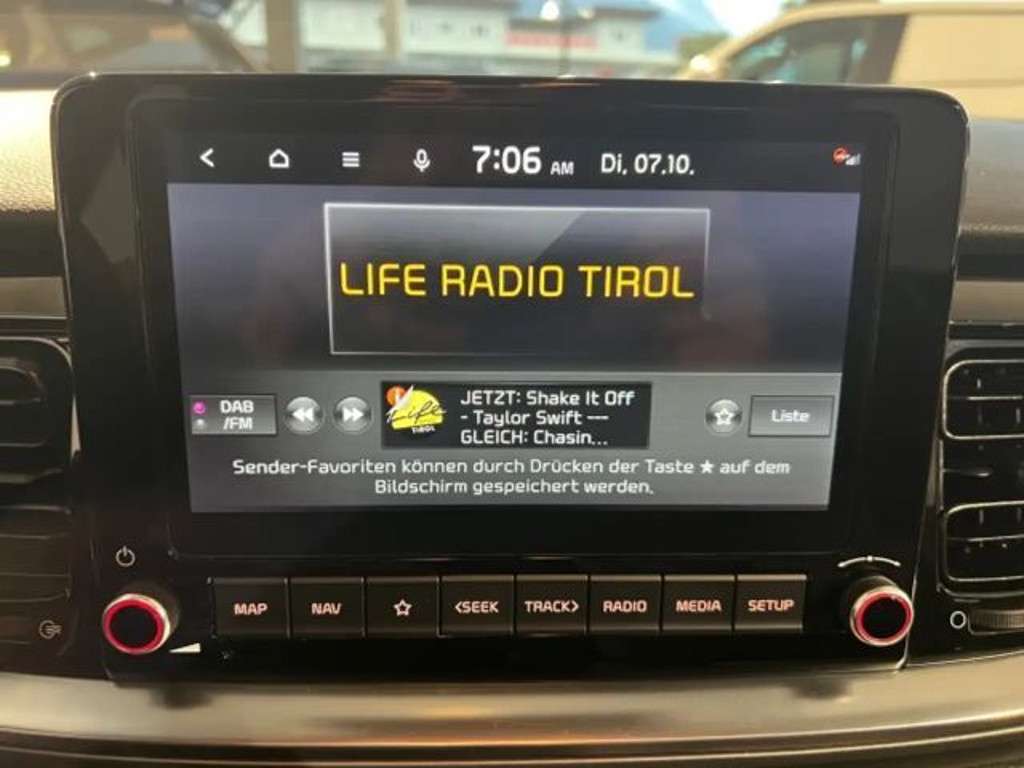 7:06 AM Di, 07.10.
LIFE RADIO TIROL
DAB
/FM
Life
TIROL
JETZT: Shake It Off
- Taylor Swift ---
GLEICH: Chasin...
Liste
Sender-Favoriten können durch Drücken der Taste ★ auf dem
Bildschirm gespeichert werden.
MAP NAV ☆ <SEEK TRACK> RADIO MEDIA SETUP